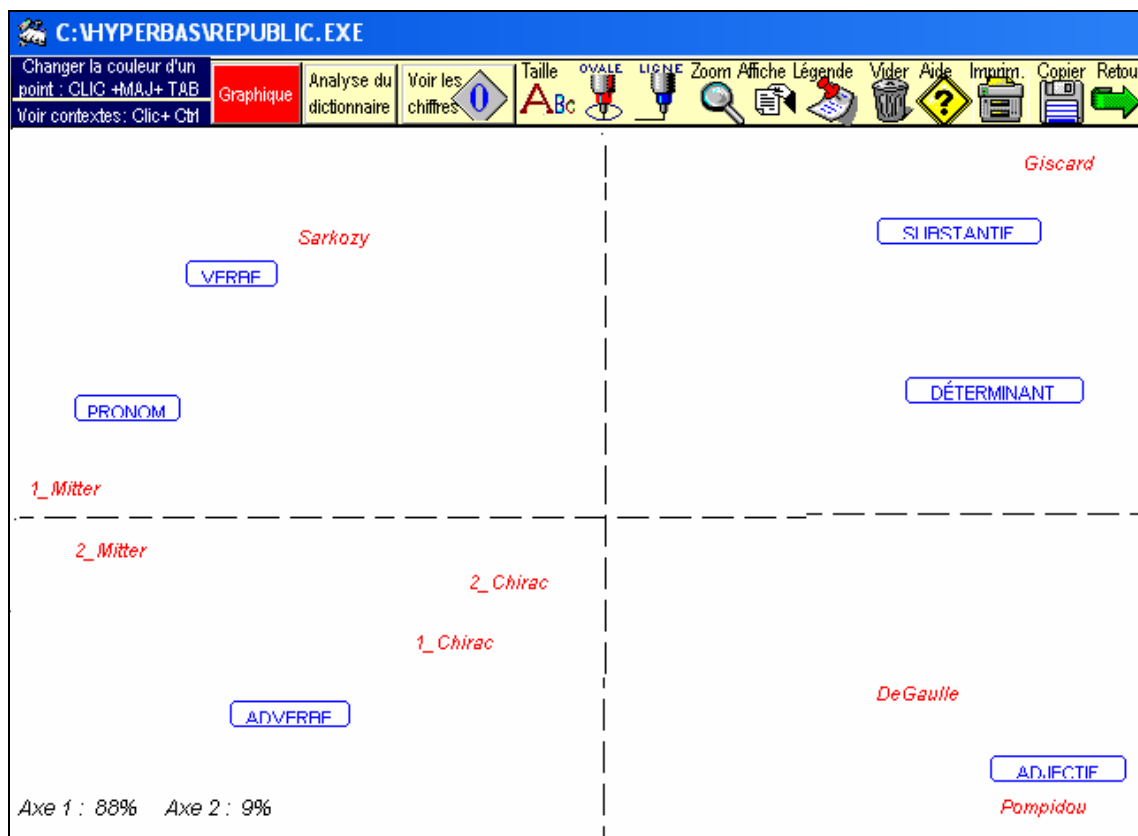 C:\HYPERBAS\REPUBLIC.EXE
Changer la couleur d'un
point : CLIC +MAJ+ TAB
Voir contextes: Clic+ Ctrl
Graphique
Analyse du
dictionnaire
Voir les
chiffres
0
Taille
ABc
OVALE
LIGNE
Zoom
Affiche
Légende
Vider
Aide
?
Imprim.
Copier
Retou
Giscard
SUBSTANTIF
Sarkozy
VERBE
DÉTERMINANT
PRONOM
1_Mitter
2_Mitter
2_Chirac
1_Chirac
DeGaulle
ADVERBE
ADJECTIF
Axe 1 : 88% Axe 2 : 9%
Pompidou